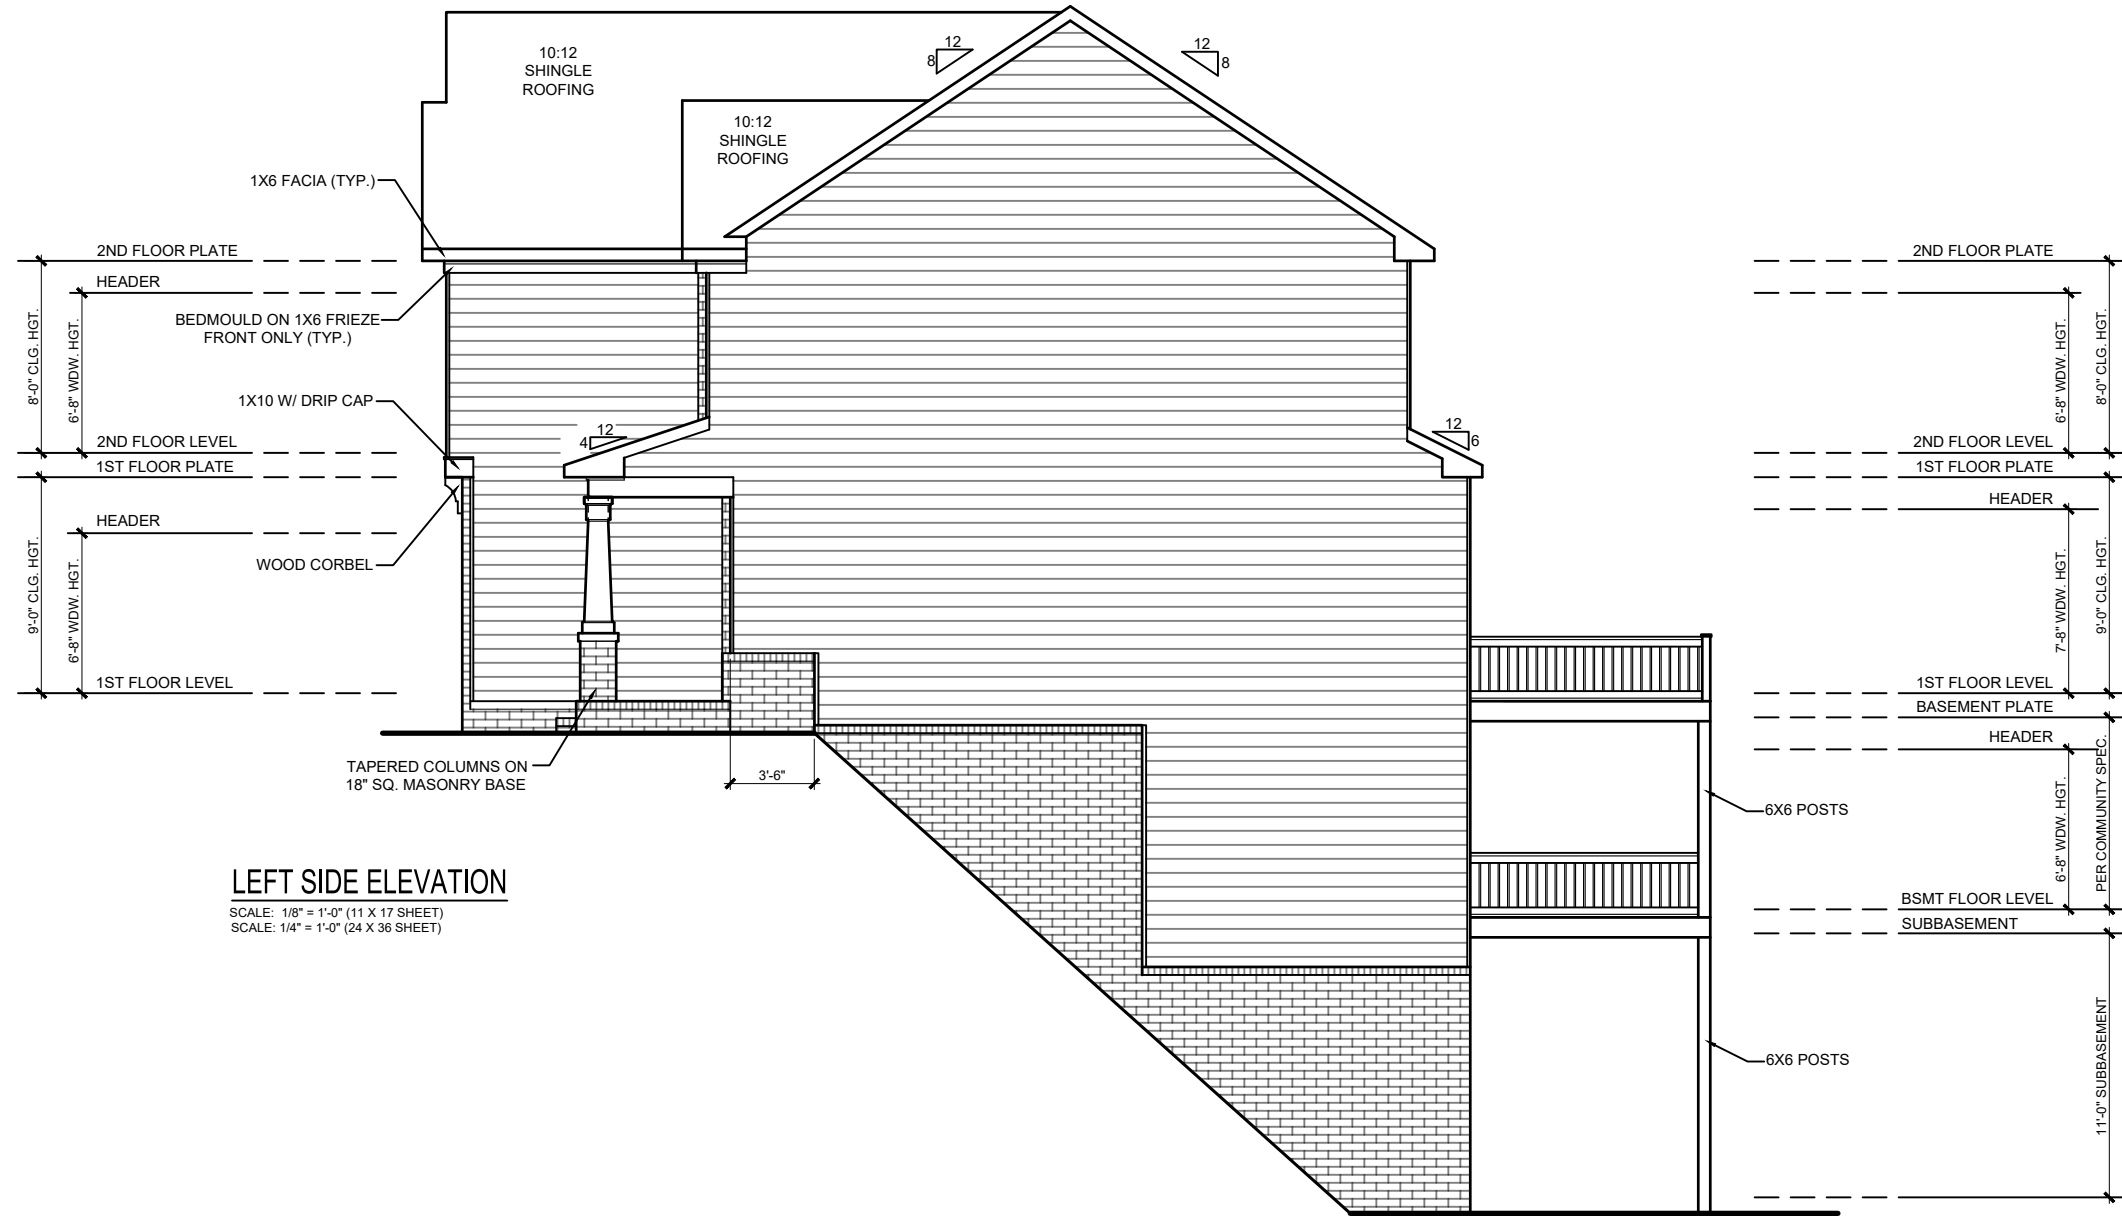 12
8
12
8
10:12
SHINGLE
ROOFING
10:12
SHINGLE
ROOFING
1X6 FACIA (TYP.)
2ND FLOOR PLATE
HEADER
BEDMOULD ON 1X6 FRIEZE
FRONT ONLY (TYP.)
8'-0" CLG. HGT.
6'-8" WDW. HGT.
1X10 W/ DRIP CAP
2ND FLOOR LEVEL
1ST FLOOR PLATE
HEADER
WOOD CORBEL
9'-0" CLG. HGT.
6'-8" WDW. HGT.
1ST FLOOR LEVEL
12
4
12
6
TAPERED COLUMNS ON
18" SQ. MASONRY BASE
3'-6"
2ND FLOOR PLATE
6'-8" WDW. HGT.
8'-0" CLG. HGT.
2ND FLOOR LEVEL
1ST FLOOR PLATE
HEADER
7'-8" WDW. HGT.
9'-0" CLG. HGT.
1ST FLOOR LEVEL
BASEMENT PLATE
HEADER
6X6 POSTS
6'-8" WDW. HGT.
PER COMMUNITY SPEC.
BSMT FLOOR LEVEL
SUBBASEMENT
6X6 POSTS
11'-0" SUBBASEMENT
LEFT SIDE ELEVATION
SCALE: 1/8" = 1'-0" (11 X 17 SHEET)
SCALE: 1/4" = 1'-0" (24 X 36 SHEET)